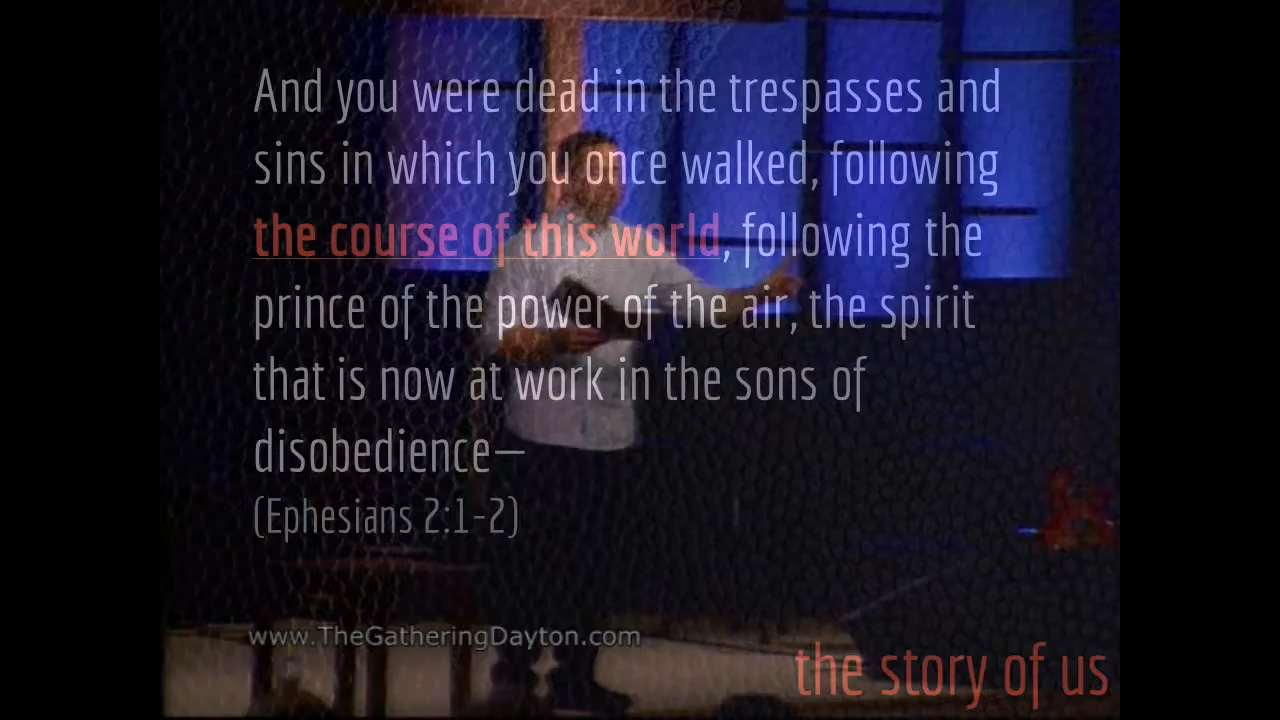 And you were dead in the trespasses and
sins in which you once walked, following
the course of this world, following the
prince of the power of the air, the spirit
that is now at work in the sons of
disobedience—
(Ephesians 2:1-2)
www.TheGatheringDayton.com
the story of us